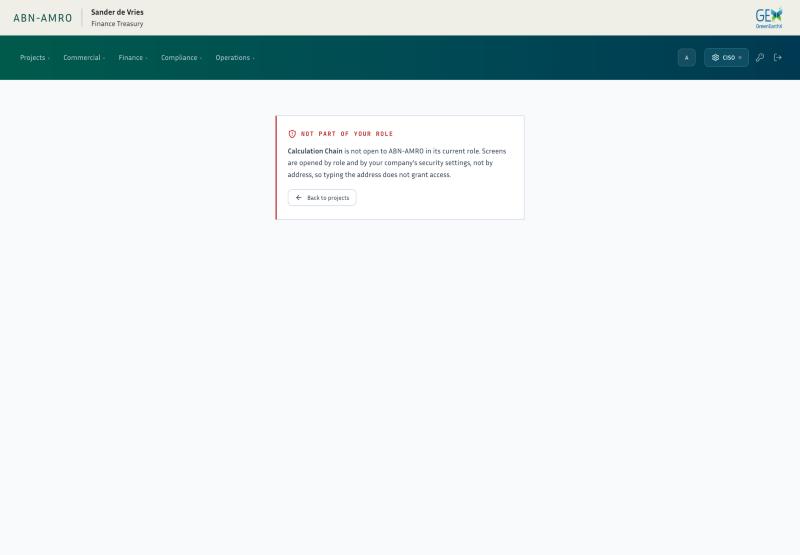 ABN-AMRO
Sander de Vries
Finance Treasury
GEX
GreenEarthX
Projects
Commercial
Finance
Compliance
Operations
A
CISO
NOT PART OF YOUR ROLE
Calculation Chain is not open to ABN-AMRO in its current role. Screens
are opened by role and by your company's security settings, not by
address, so typing the address does not grant access.
Back to projects